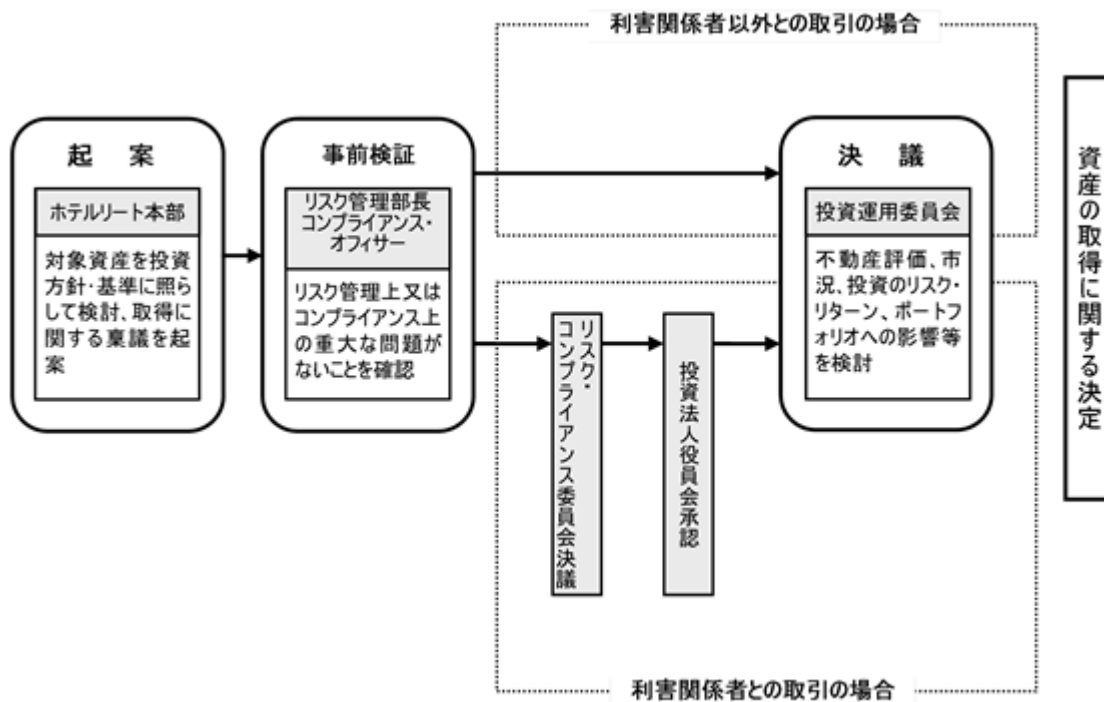 利害関係者以外との取引の場合
起 案
ホテルリート本部
対象資産を投資
方針・基準に照ら
して検討、取得に
関する稟議を起
案
事前検証
リスク管理部長
コンプライアンス・
オフィサー
リスク管理上又は
コンプライアンス上
の重大な問題が
ないことを確認
リスク・
コンプライアンス委員会決議
投資法人役員会承認
決 議
投資運用委員会
不動産評価、市
況、投資のリスク・
リターン、ポートフ
ォリオへの影響等
を検討
資産の取得に関する決定
利害関係者との取引の場合